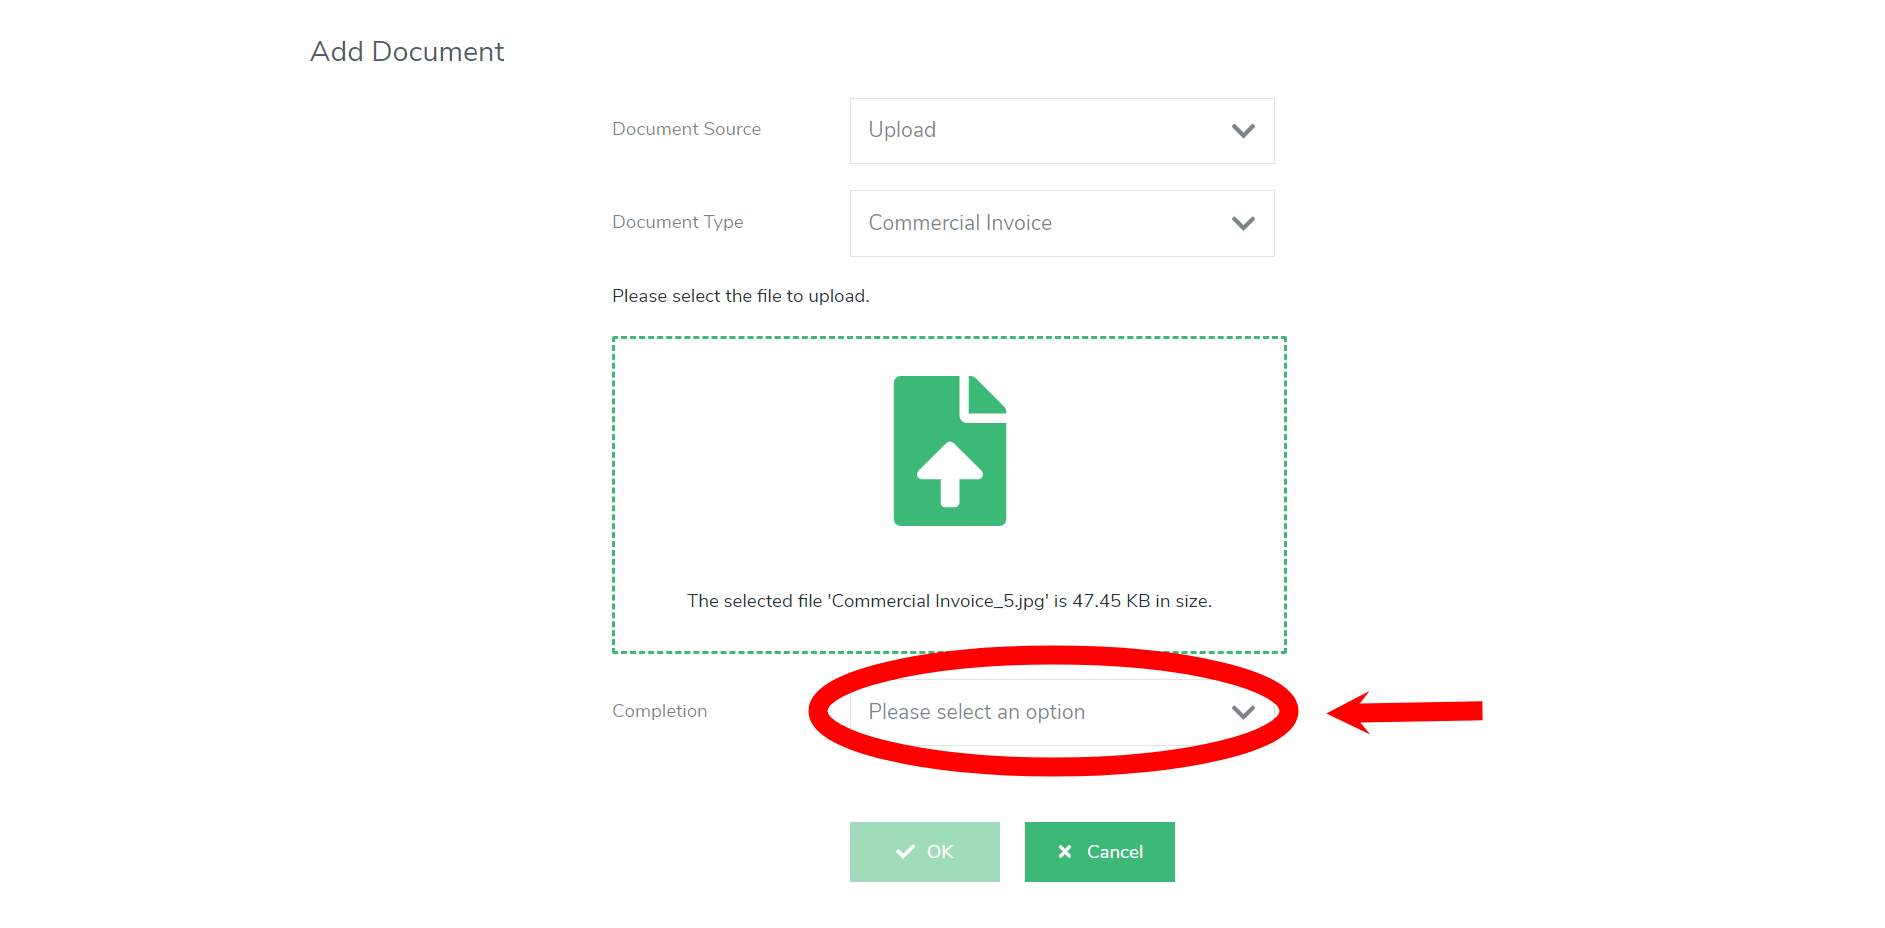 Add Document
Document Source
Upload
Document Type
Commercial Invoice
Please select the file to upload.
The selected file 'Commercial Invoice_5.jpg' is 47.45 KB in size.
Completion
Please select an option
OK
Cancel